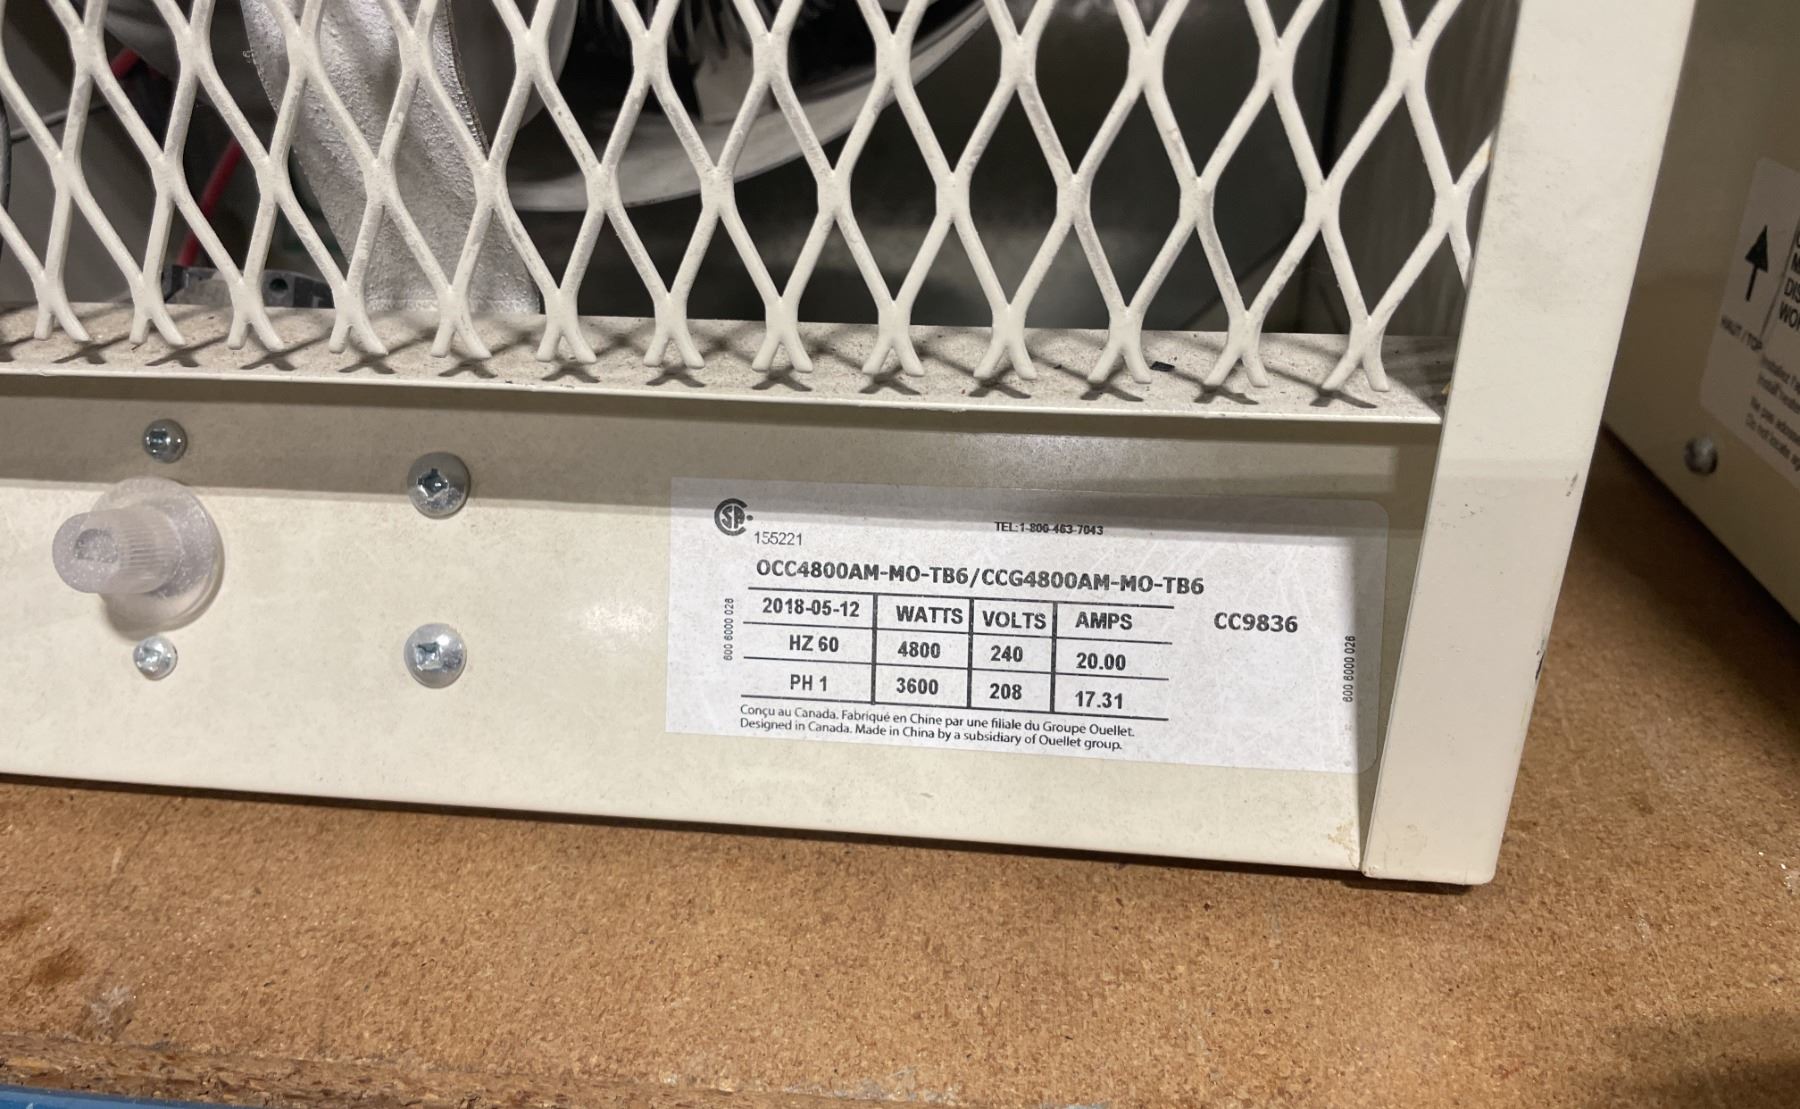 SP
155221
TEL:1-800-463-7043
OCC4800AM-MO-TB6/CCG4800AM-MO-TB6
2018-05-12 WATTS VOLTS AMPS
CC9836
HZ 60 4800 240 20.00
PH 1 3600 208 17.31
Conçu au Canada. Fabriqué en Chine par une filiale du Groupe Ouellet.
Designed in Canada. Made in China by a subsidiary of Ouellet group.
600 6000 026
600 6000 026
HAUT / TOP